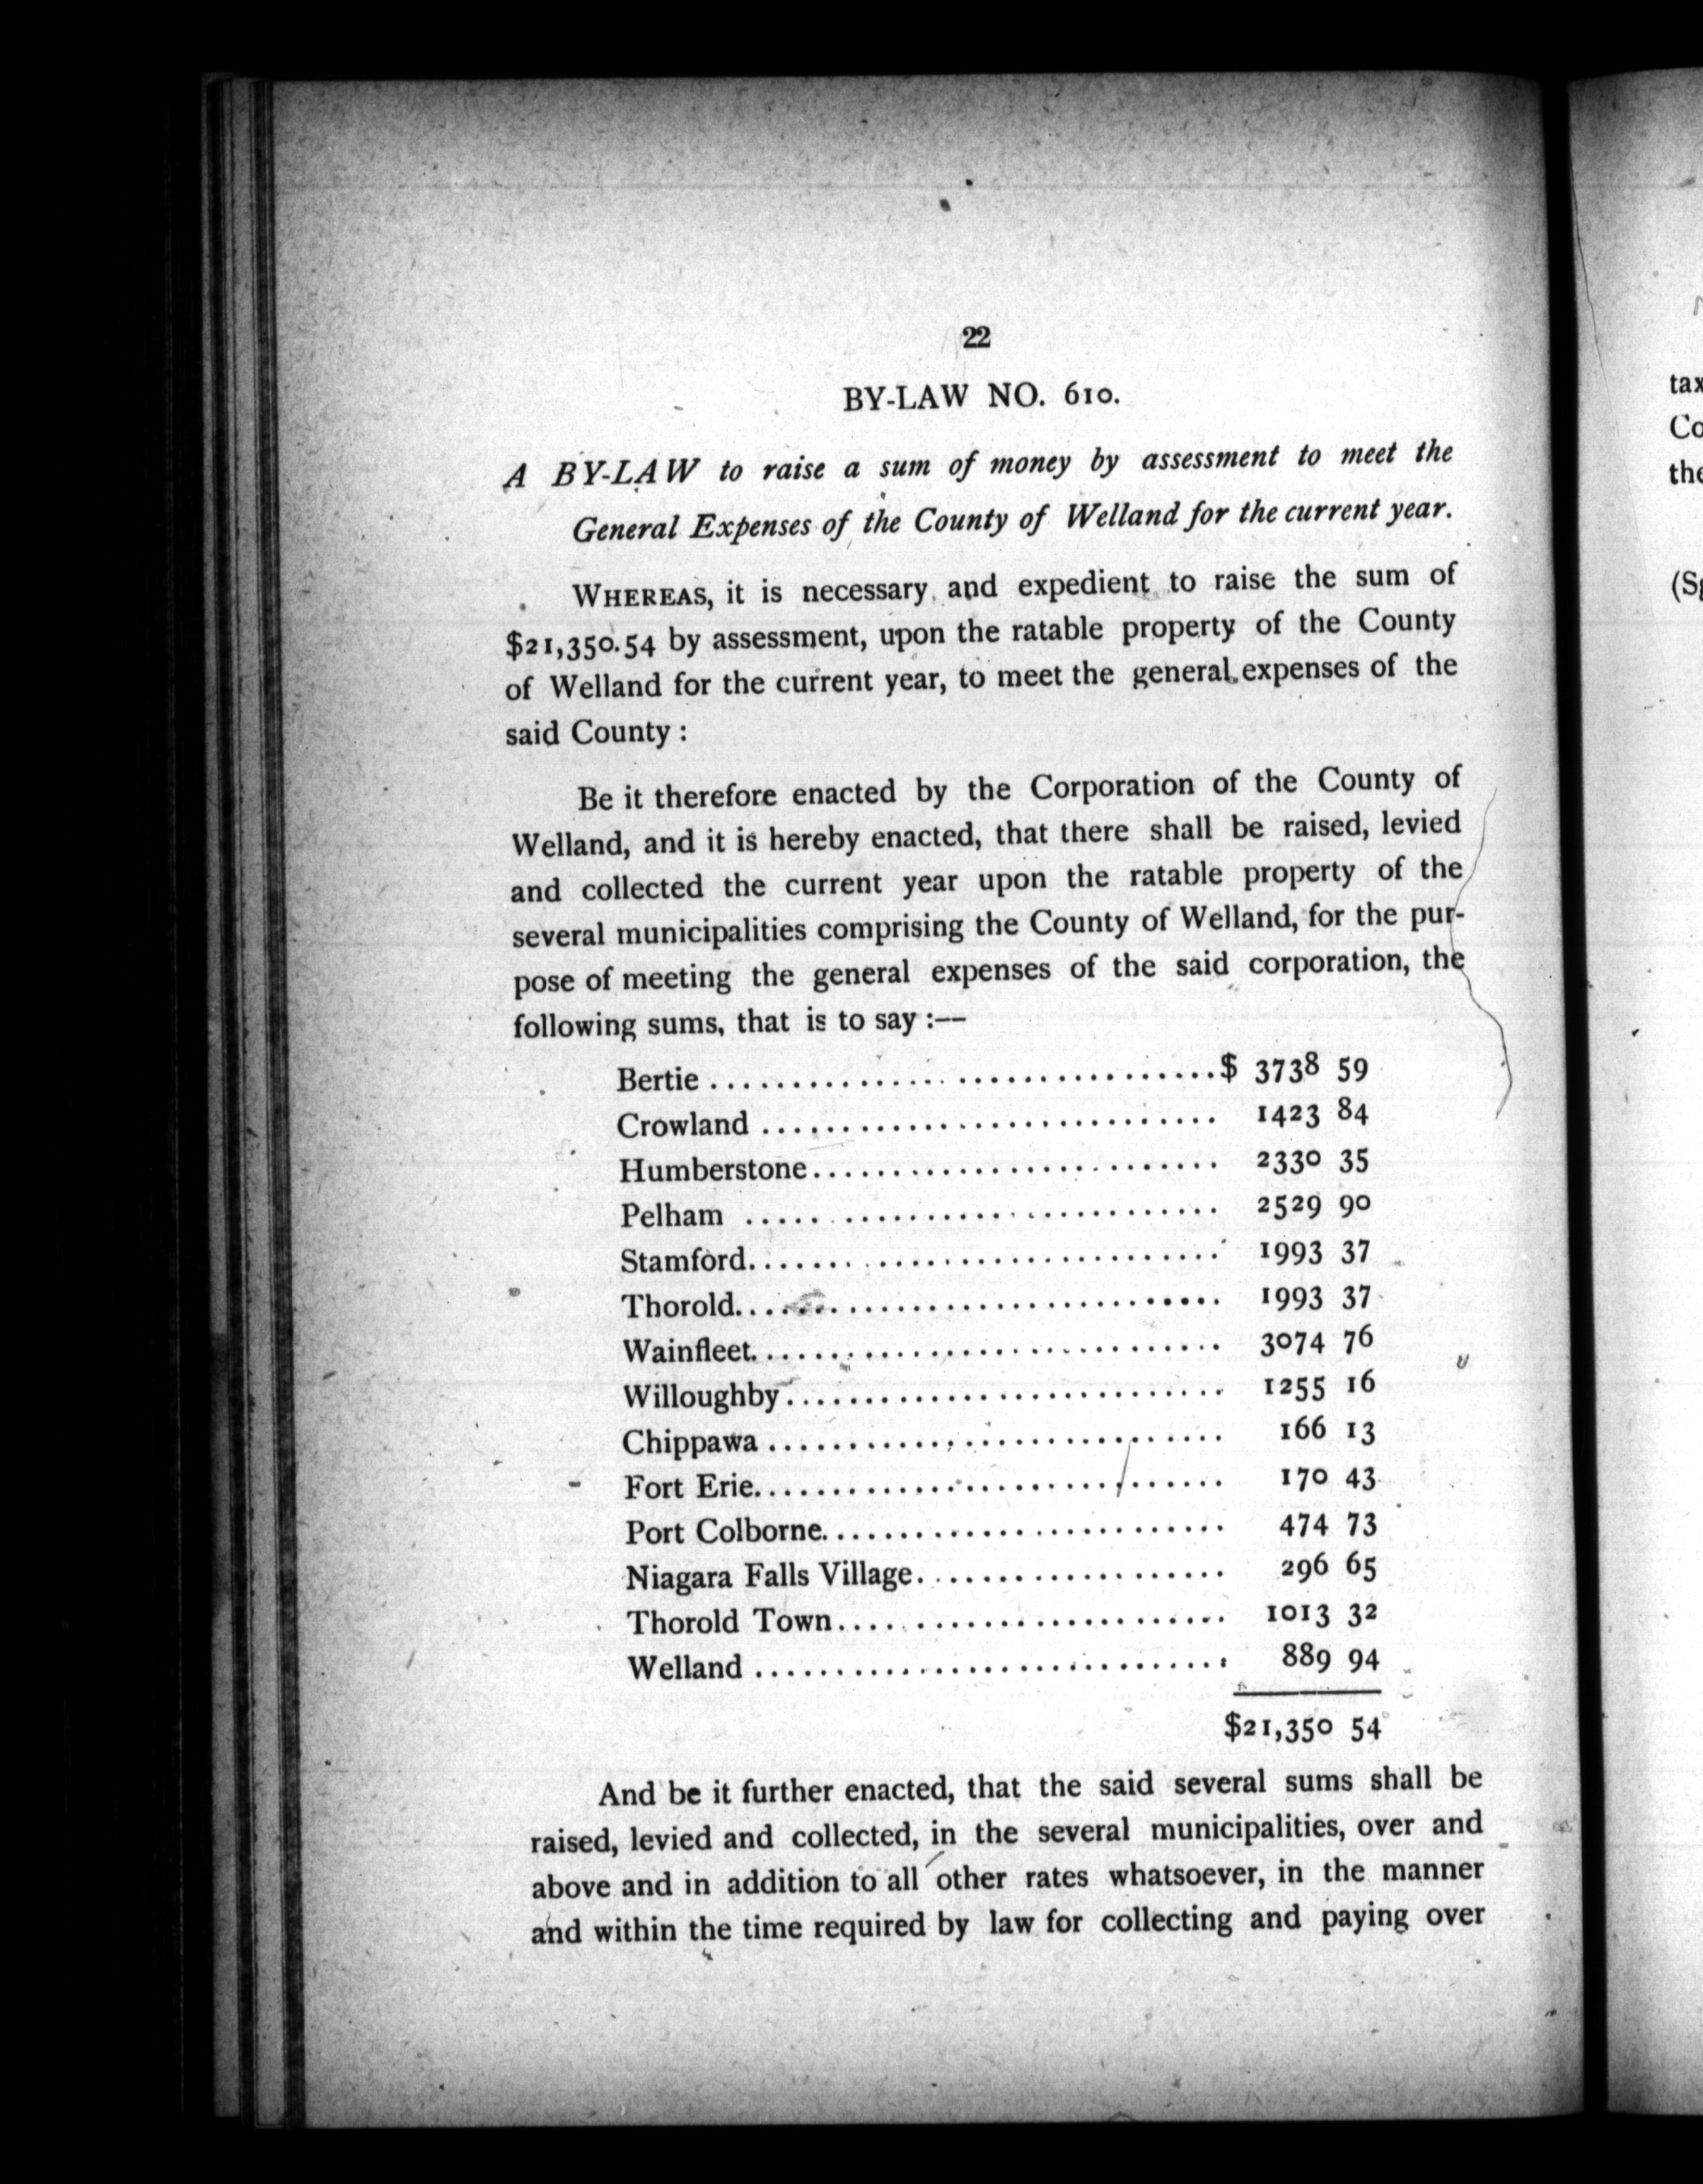 22
BY-LAW NO. 610.
A BY-LAW to raise a sum of money by assessment to meet the
General Expenses of the County of Welland for the current year.
WHEREAS, it is necessary and expedient to raise the sum of
$21,350.54 by assessment, upon the ratable property of the County
of Welland for the current year, to meet the general expenses of the
said County :
Be it therefore enacted by the Corporation of the County of
Welland, and it is hereby enacted, that there shall be raised, levied
and collected the current year upon the ratable property of the
several municipalities comprising the County of Welland, for the pur-
pose of meeting the general expenses of the said corporation, the
following sums, that is to say :—
Bertie ................................$ 3738 59
Crowland ............................. 1423 84
Humberstone.......................... 2330 35
Pelham .............................. 2529 90
Stamford.............................. 1993 37
Thorold............................... 1993 37
Wainfleet............................. 3074 76
Willoughby............................ 1255 16
Chippawa ............................. 166 13
Fort Erie.............................. 170 43
Port Colborne.......................... 474 73
Niagara Falls Village.................... 296 65
Thorold Town......................... 1013 32
Welland .............................. 889 94
$21,350 54
And be it further enacted, that the said several sums shall be
raised, levied and collected, in the several municipalities, over and
above and in addition to all other rates whatsoever, in the manner
and within the time required by law for collecting and paying over
tax
Co
the
(Sg